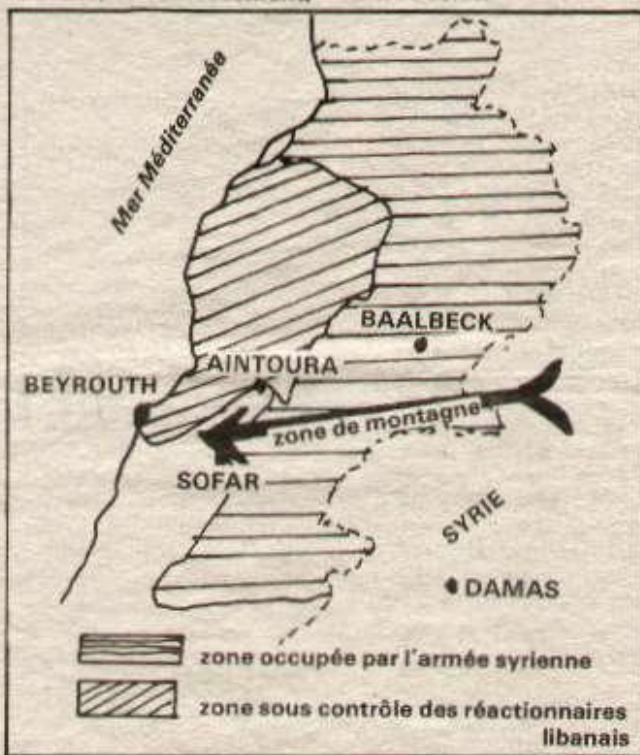 Mer Méditerranée
BAALBECK
AINTOURA
BEYROUTH
zone de montagne
SOFAR
SYRIE
DAMAS
zone occupée par l'armée syrienne
zone sous contrôle des réactionnaires
libanais